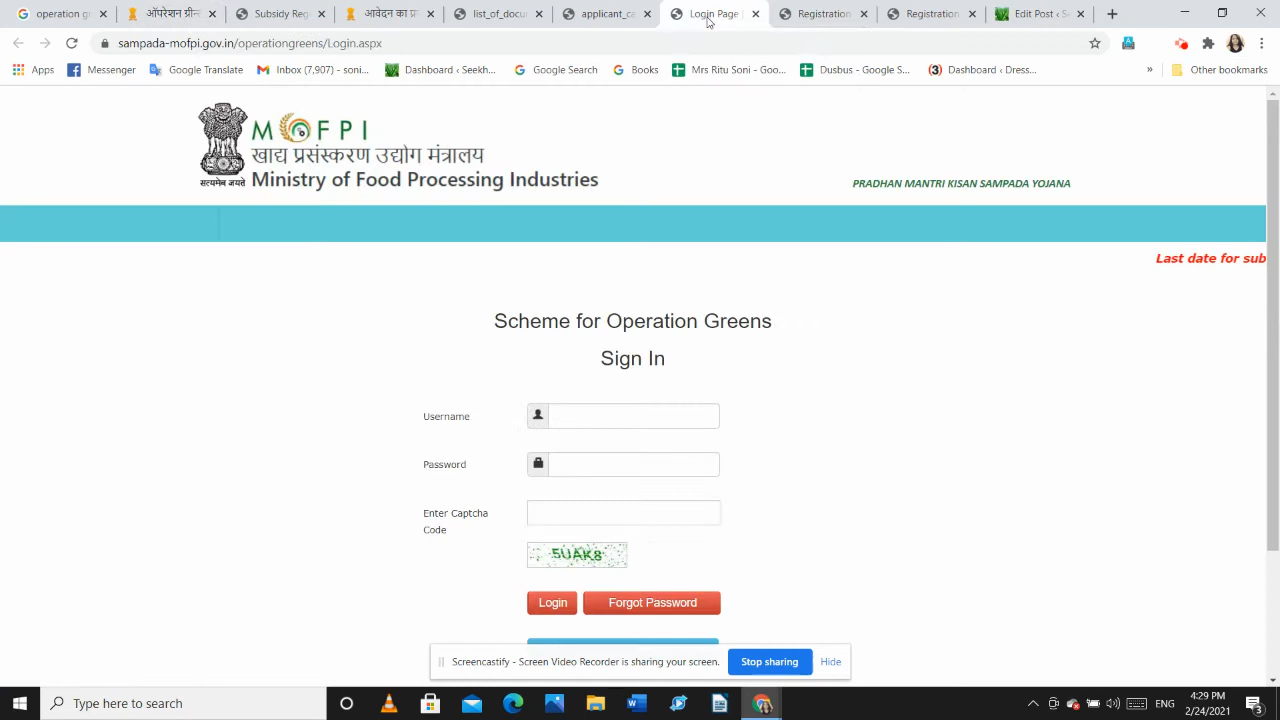 operation gr
ऑपरेशन ग्री
Subsidy Req
आवेदन का प्रा
list_of_docu
applicant_ca
Login Page
Registration
Registration
Edit Post ‹ Se
sampada-mofpi.gov.in/operationgreens/Login.aspx
Apps
Messenger
Google Translate
Inbox (7,907) - soni...
Dashboard ‹ Seek...
Google Search
Books
Mrs Ritu Soni - Goo...
Dusbus - Google S...
Dashboard ‹ Dress...
»
Other bookmarks
MOFPI
खाद्य प्रसंस्करण उद्योग मंत्रालय
सत्यमेव जयते Ministry of Food Processing Industries
PRADHAN MANTRI KISAN SAMPADA YOJANA
Last date for sub
Scheme for Operation Greens
Sign In
Username
Password
Enter Captcha
Code
5UAK8
Login
Forgot Password
Screencastify - Screen Video Recorder is sharing your screen.
Stop sharing
Hide
Type here to search
ENG
4:29 PM
2/24/2021
3